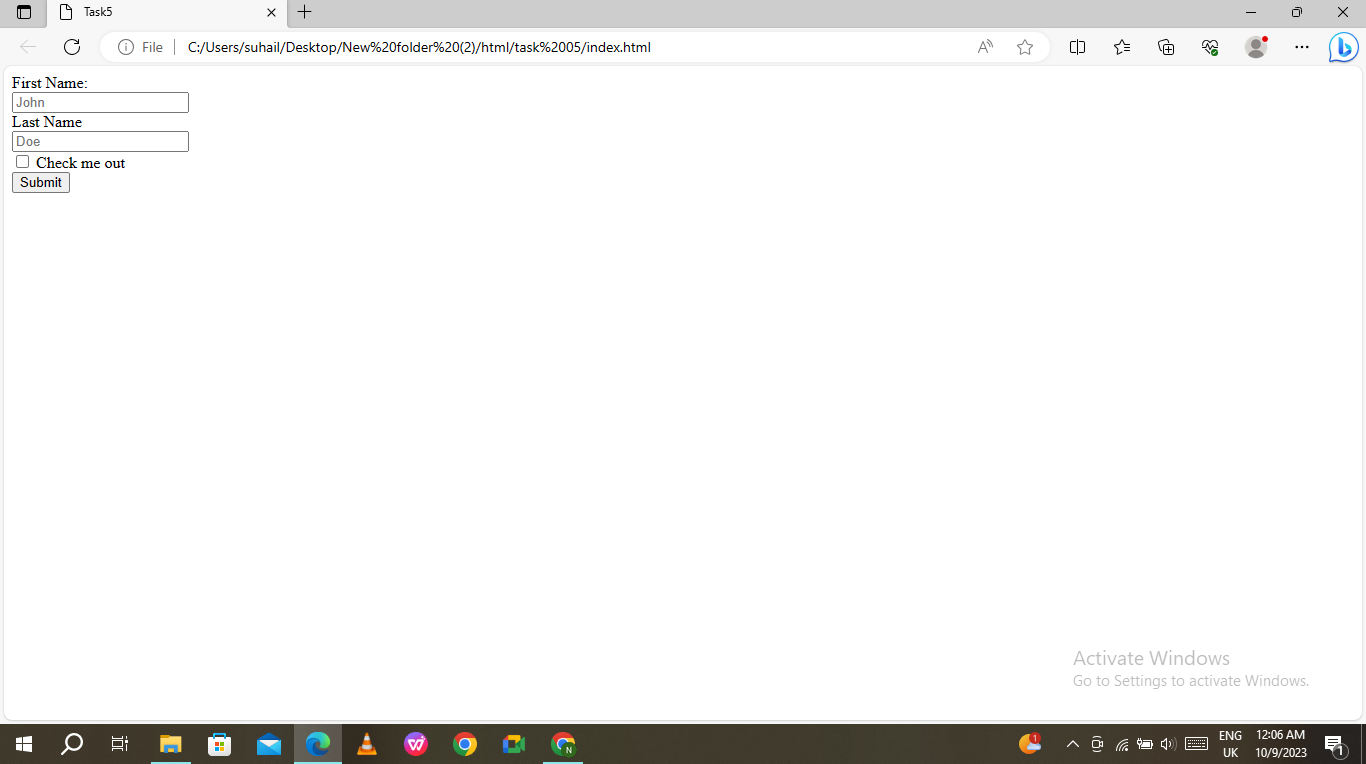 Task5
File
C:/Users/suhail/Desktop/New%20folder%20(2)/html/task%2005/index.html
First Name:
John
Last Name
Doe
Check me out
Submit
Activate Windows
Go to Settings to activate Windows.
1
N
ENG
UK
12:06 AM
10/9/2023
1